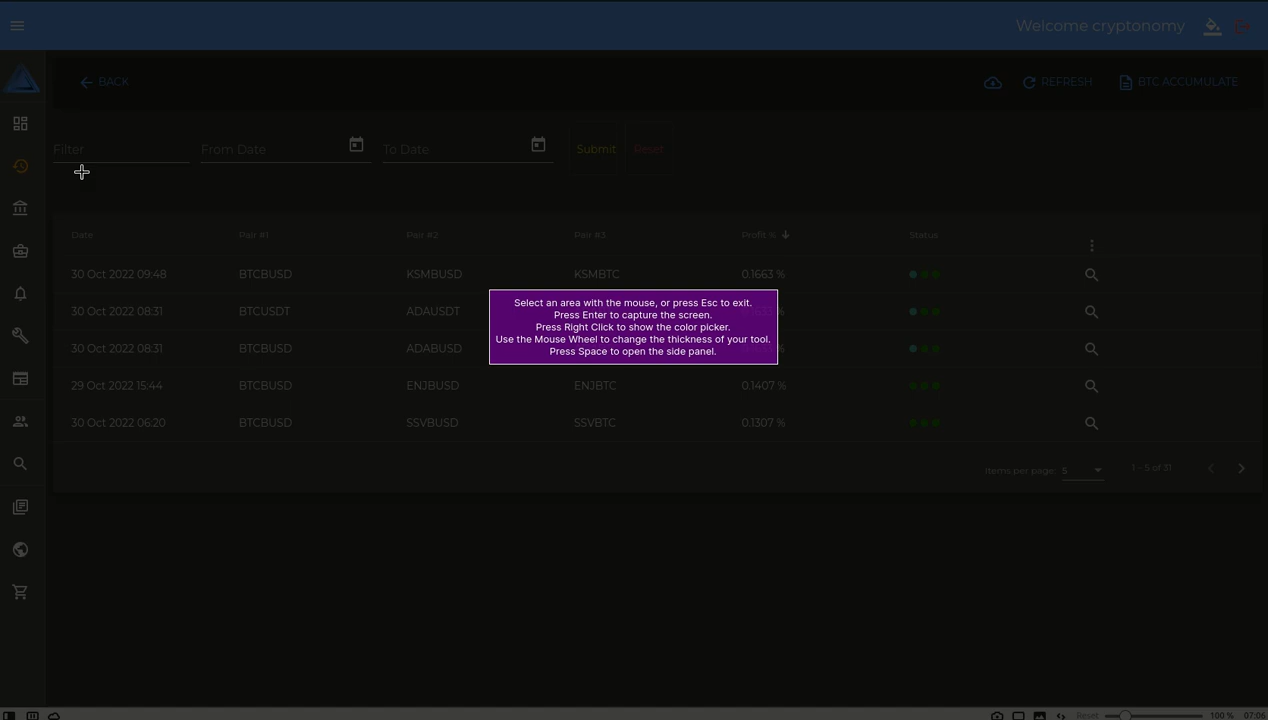 Welcome cryptonomy
BACK
REFRESH
BTC ACCUMULATE
Filter
From Date
To Date
Submit
Reset
Date Pair #1 Pair #2 Pair #3 Profit % Status
30 Oct 2022 09:48 BTCBUSD KSMBUSD KSMBTC 0.1663 %
30 Oct 2022 08:31 BTCUSDT ADAUSDT %
30 Oct 2022 08:31 BTCBUSD ADABUSD %
29 Oct 2022 15:44 BTCBUSD ENJBUSD ENJBTC 0.1407 %
30 Oct 2022 06:20 BTCBUSD SSVBUSD SSVBTC 0.1307 %
Select an area with the mouse, or press Esc to exit.
Press Enter to capture the screen.
Press Right Click to show the color picker.
Use the Mouse Wheel to change the thickness of your tool.
Press Space to open the side panel.
Items per page: 5 1 – 5 of 31
Reset 100 % 07:06